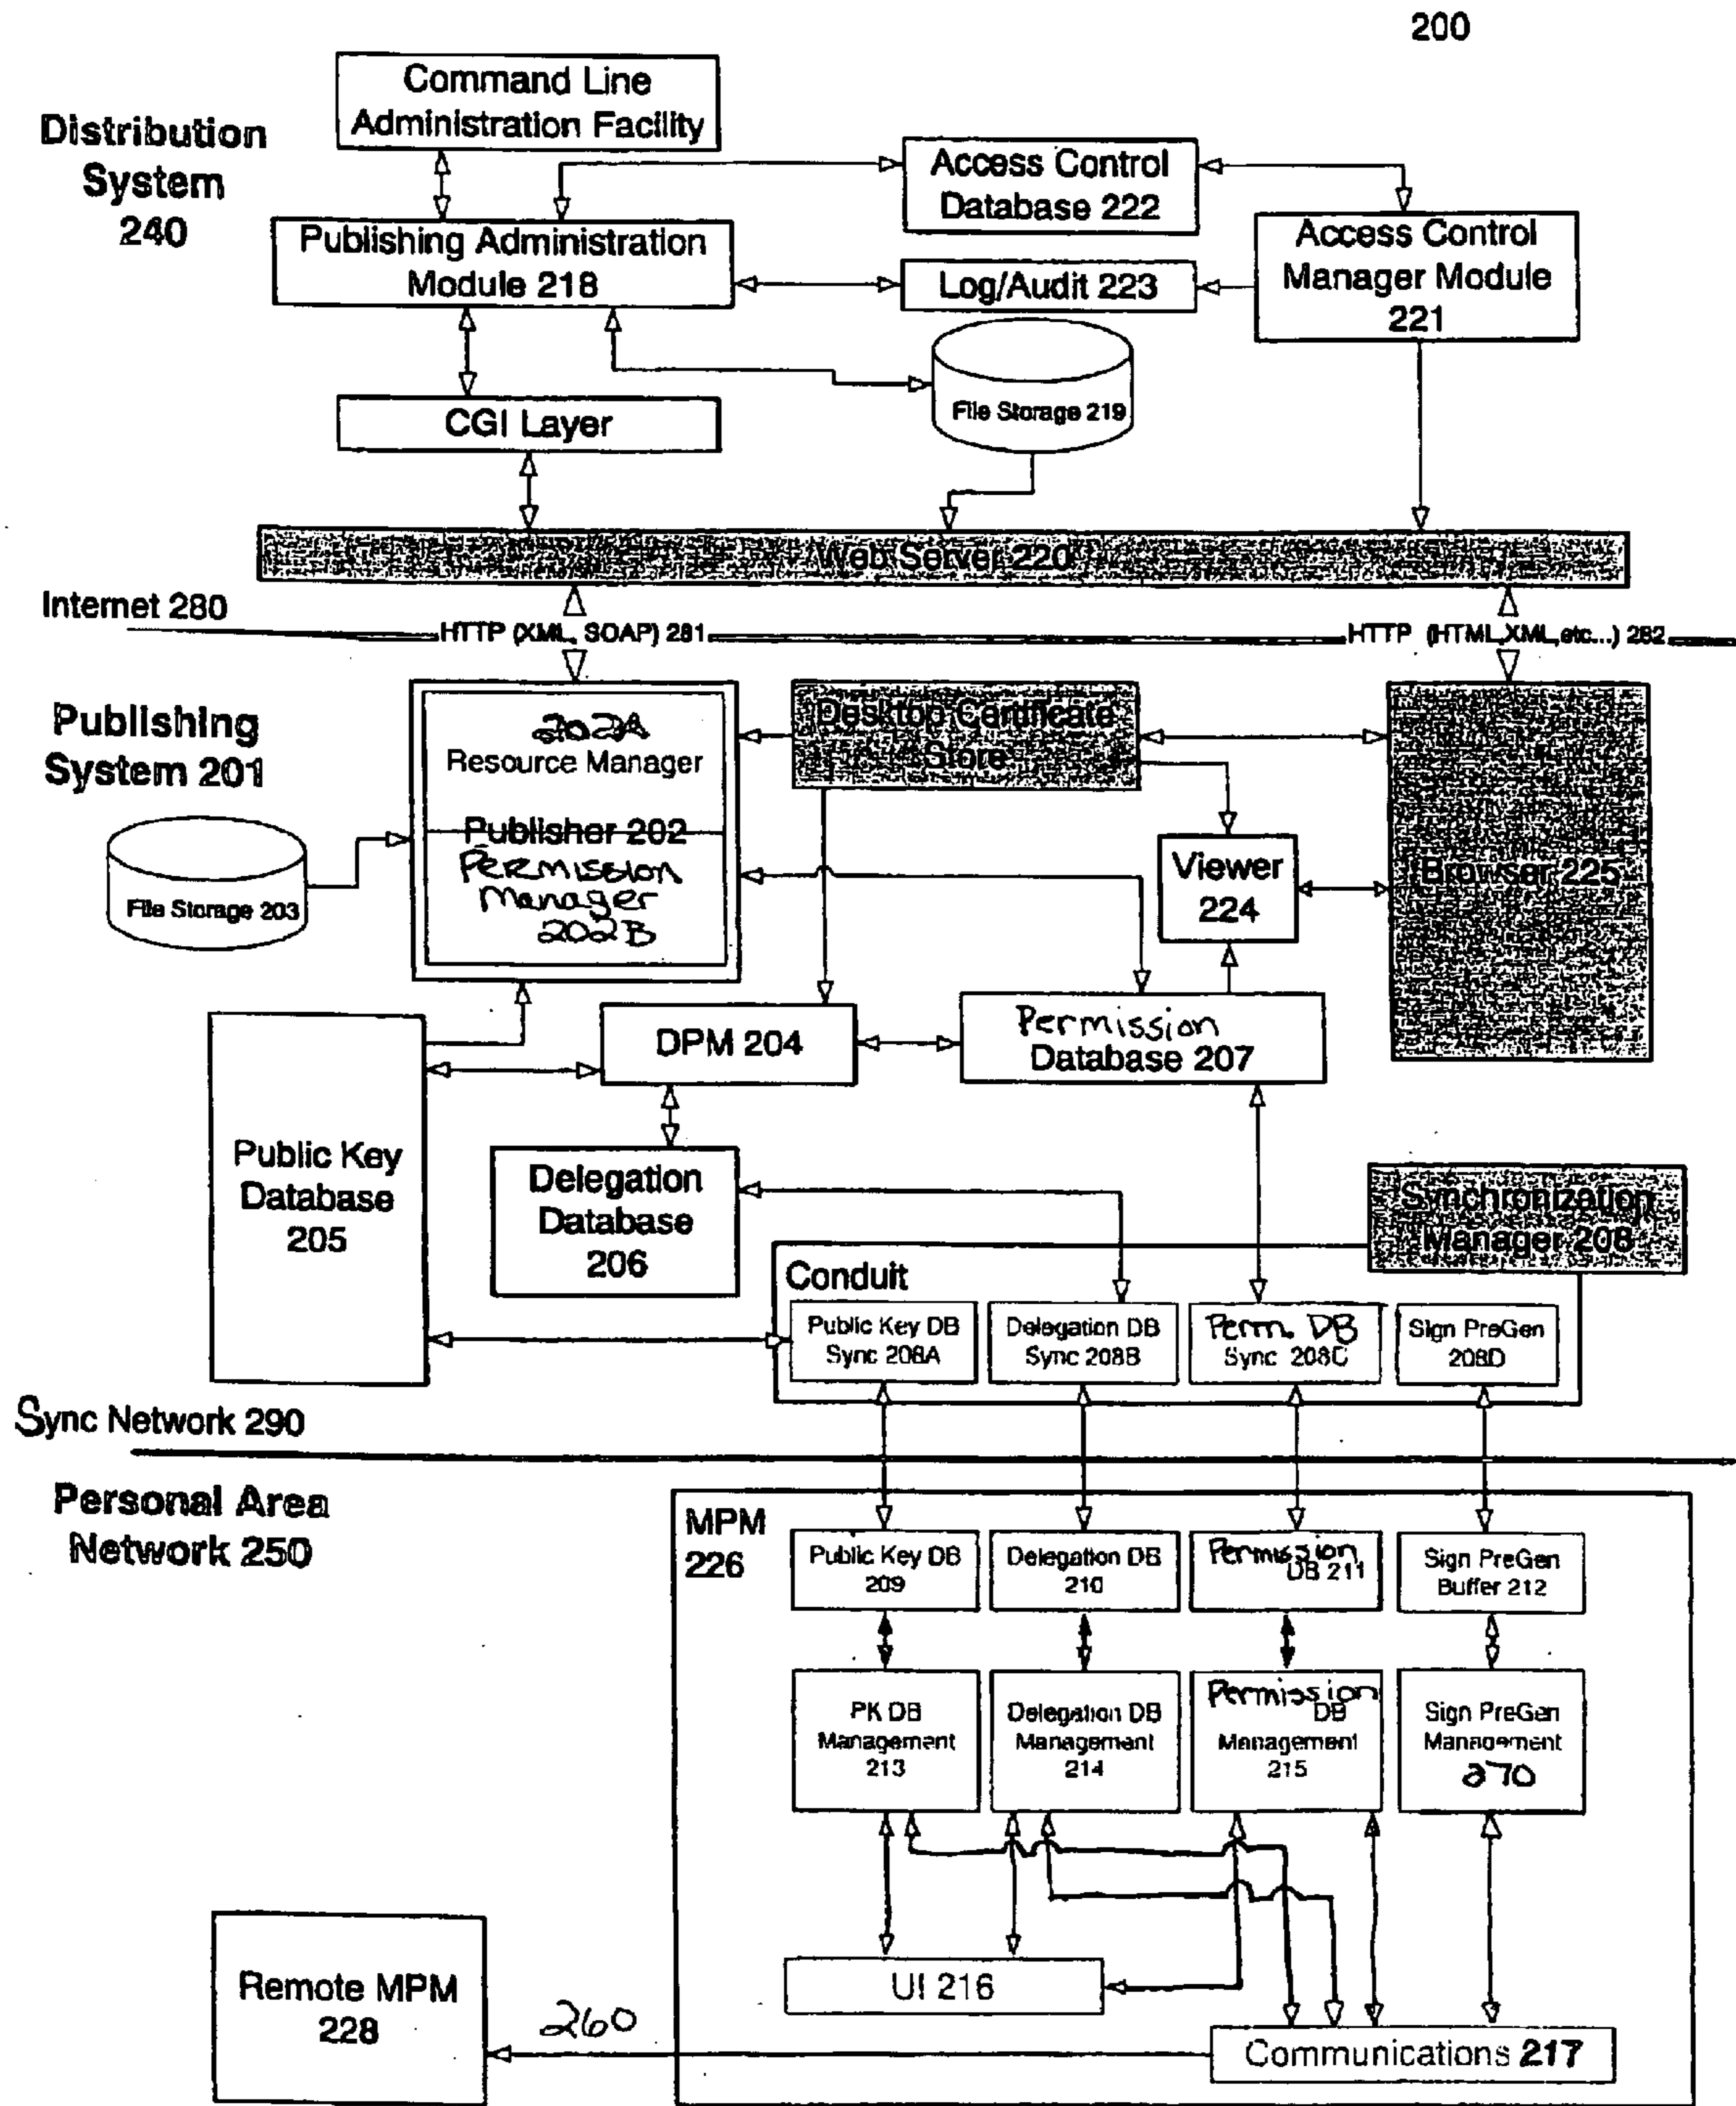 200
Command Line
Administration Facility
Distribution
System
240
Access Control
Database 222
Publishing Administration
Module 218
Access Control
Manager Module
221
Log/Audit 223
File Storage 219
CGI Layer
Web Server 220
Internet 280
HTTP (XML, SOAP) 281
HTTP (HTML,XML,etc...) 282
Publishing
System 201
202A
Resource Manager
Publisher 202
Permission
Manager
202B
Desktop Certificate
Store
Viewer
224
Browser 225
File Storage 203
DPM 204
Permission
Database 207
Public Key
Database
205
Delegation
Database
206
Synchronization
Manager 208
Conduit
Public Key DB
Sync 208A
Delegation DB
Sync 208B
Perm. DB
Sync 208C
Sign PreGen
208D
Sync Network 290
Personal Area
Network 250
MPM
226
Public Key DB
209
Delegation DB
210
Permission
DB 211
Sign PreGen
Buffer 212
PK DB
Management
213
Delegation DB
Management
214
Permission
DB
Management
215
Sign PreGen
Management
270
UI 216
Remote MPM
228
260
Communications 217